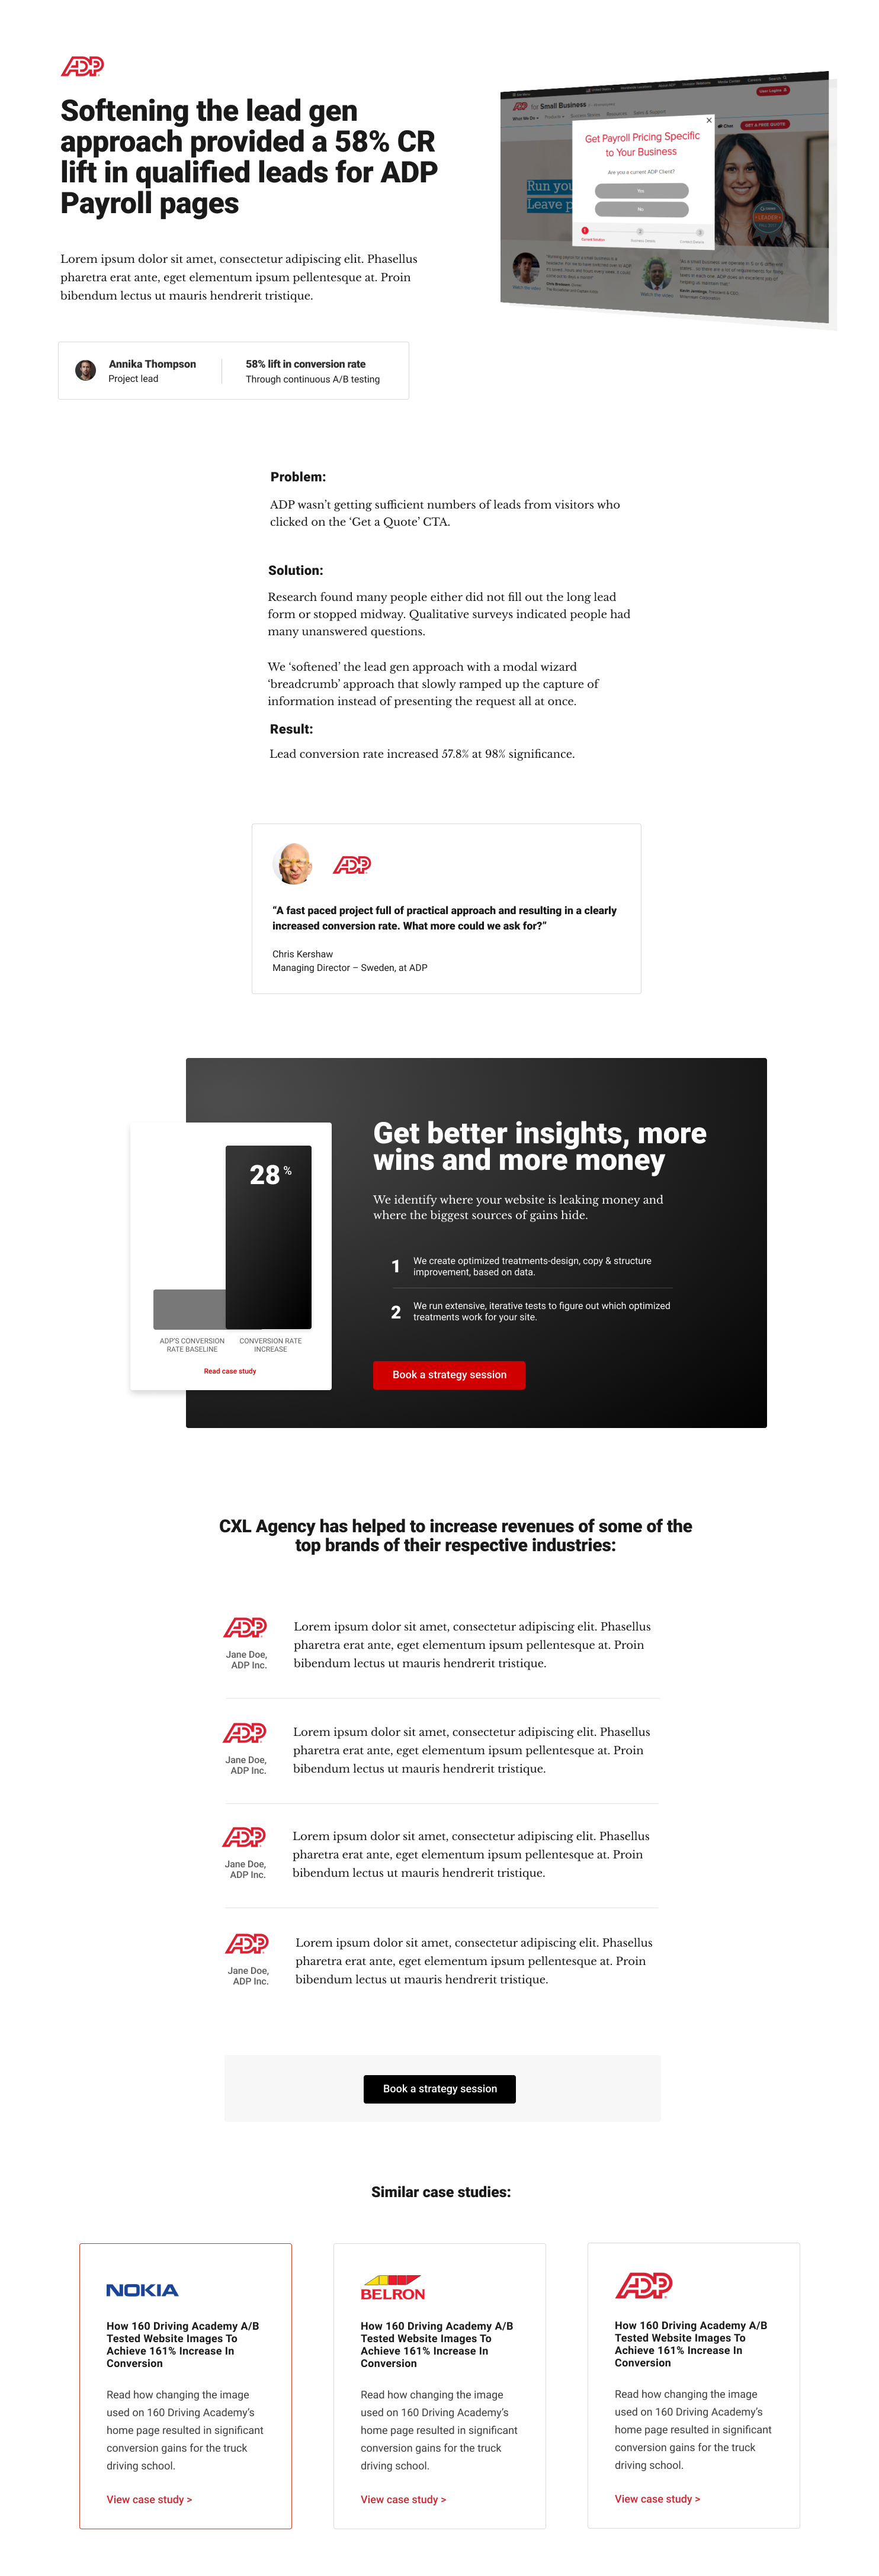 ADP
Softening the lead gen
approach provided a 58% CR
lift in qualified leads for ADP
Payroll pages
Lorem ipsum dolor sit amet, consectetur adipiscing elit. Phasellus
pharetra erat ante, eget elementum ipsum pellentesque at. Proin
bibendum lectus ut mauris hendrerit tristique.
Annika Thompson
Project lead
58% lift in conversion rate
Through continuous A/B testing
ADP for Small Business
What We Do
Chat
GET A FREE QUOTE
Get Payroll Pricing Specific
to Your Business
Are you a current ADP Client?
Yes
No
1
2
3
Current Solution
Business Details
Run you
Leave p
LEADER
Watch the video
Watch the video
Problem:
ADP wasn’t getting sufficient numbers of leads from visitors who
clicked on the ‘Get a Quote’ CTA.
Solution:
Research found many people either did not fill out the long lead
form or stopped midway. Qualitative surveys indicated people had
many unanswered questions.
We ‘softened’ the lead gen approach with a modal wizard
‘breadcrumb’ approach that slowly ramped up the capture of
information instead of presenting the request all at once.
Result:
Lead conversion rate increased 57.8% at 98% significance.
ADP
“A fast paced project full of practical approach and resulting in a clearly
increased conversion rate. What more could we ask for?”
Chris Kershaw
Managing Director – Sweden, at ADP
28 %
ADP’S CONVERSION
RATE BASELINE
CONVERSION RATE
INCREASE
Read case study
Get better insights, more
wins and more money
We identify where your website is leaking money and
where the biggest sources of gains hide.
1
We create optimized treatments-design, copy & structure
improvement, based on data.
2
We run extensive, iterative tests to figure out which optimized
treatments work for your site.
Book a strategy session
CXL Agency has helped to increase revenues of some of the
top brands of their respective industries:
ADP
Jane Doe,
ADP Inc.
Lorem ipsum dolor sit amet, consectetur adipiscing elit. Phasellus
pharetra erat ante, eget elementum ipsum pellentesque at. Proin
bibendum lectus ut mauris hendrerit tristique.
ADP
Jane Doe,
ADP Inc.
Lorem ipsum dolor sit amet, consectetur adipiscing elit. Phasellus
pharetra erat ante, eget elementum ipsum pellentesque at. Proin
bibendum lectus ut mauris hendrerit tristique.
ADP
Jane Doe,
ADP Inc.
Lorem ipsum dolor sit amet, consectetur adipiscing elit. Phasellus
pharetra erat ante, eget elementum ipsum pellentesque at. Proin
bibendum lectus ut mauris hendrerit tristique.
ADP
Jane Doe,
ADP Inc.
Lorem ipsum dolor sit amet, consectetur adipiscing elit. Phasellus
pharetra erat ante, eget elementum ipsum pellentesque at. Proin
bibendum lectus ut mauris hendrerit tristique.
Book a strategy session
Similar case studies:
NOKIA
How 160 Driving Academy A/B
Tested Website Images To
Achieve 161% Increase In
Conversion
Read how changing the image
used on 160 Driving Academy’s
home page resulted in significant
conversion gains for the truck
driving school.
View case study >
BELRON
How 160 Driving Academy A/B
Tested Website Images To
Achieve 161% Increase In
Conversion
Read how changing the image
used on 160 Driving Academy’s
home page resulted in significant
conversion gains for the truck
driving school.
View case study >
ADP
How 160 Driving Academy A/B
Tested Website Images To
Achieve 161% Increase In
Conversion
Read how changing the image
used on 160 Driving Academy’s
home page resulted in significant
conversion gains for the truck
driving school.
View case study >